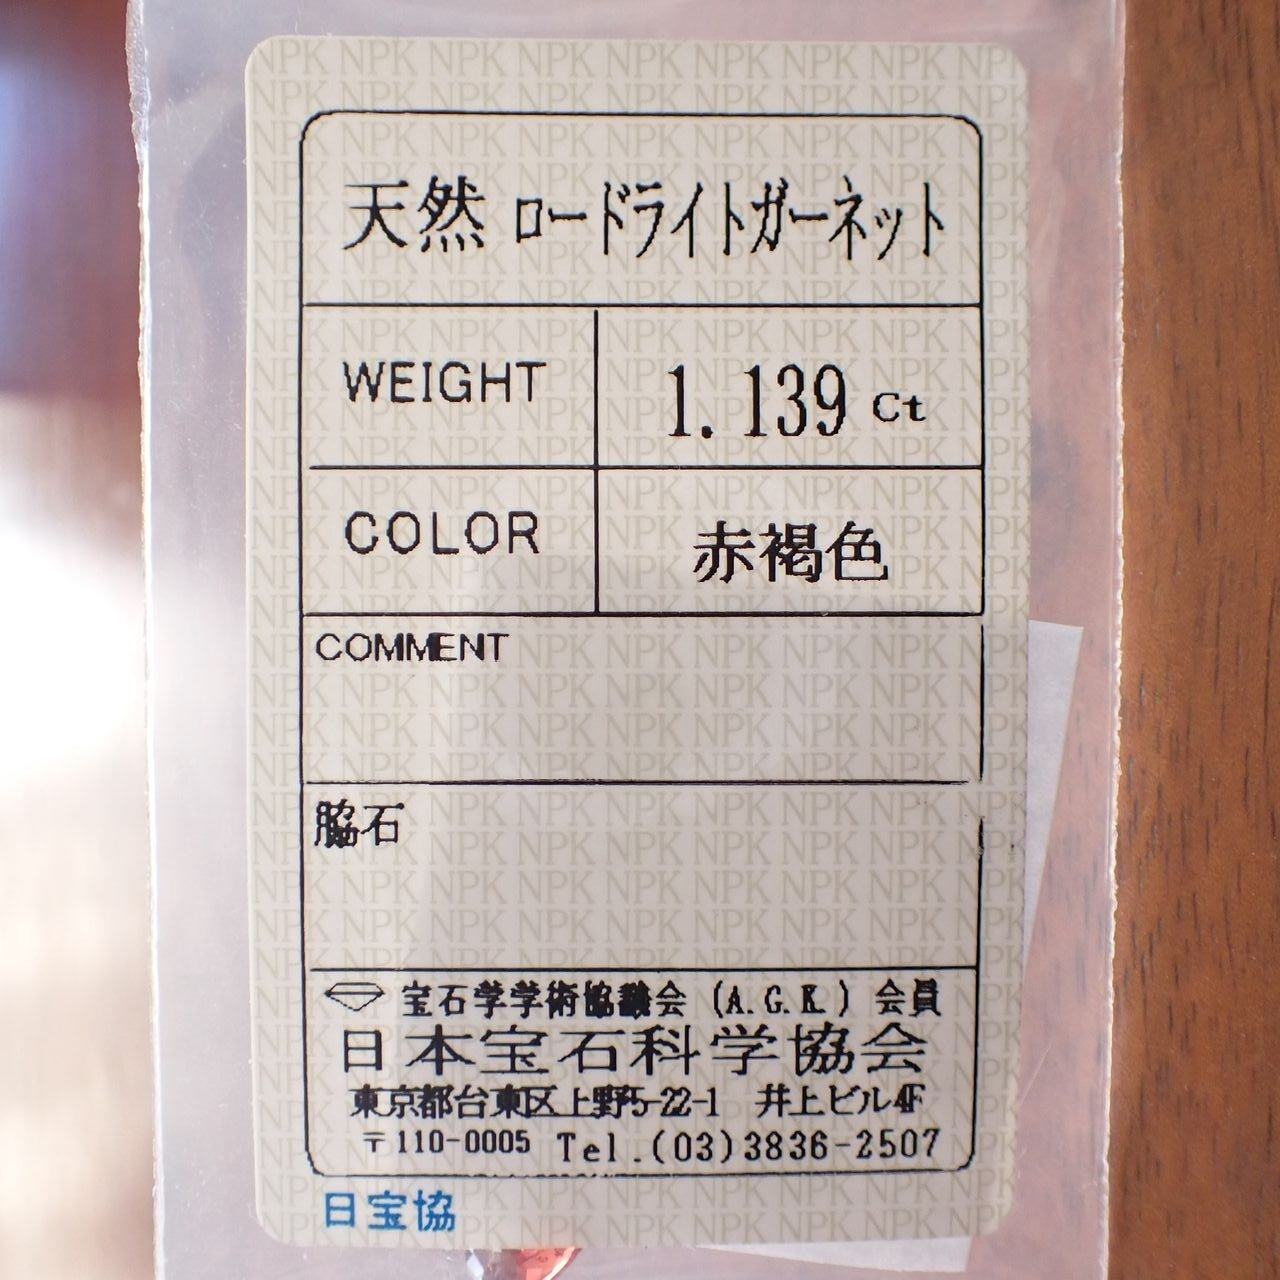 天然 ロードライトガーネット
WEIGHT 1.139 Ct
COLOR 赤褐色
COMMENT
脇石
宝石学学術協議会 (A.G.K.) 会員
日本宝石科学協会
東京都台東区上野5-22-1 井上ビル4F
〒110-0005 Tel.(03)3836-2507
日宝協